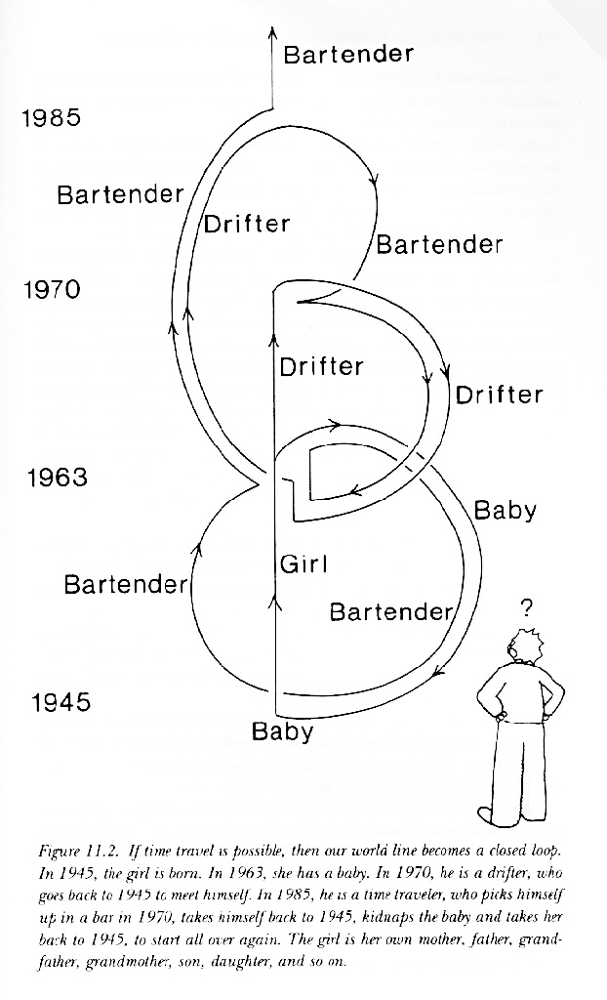 Bartender
1985
Bartender
Drifter
Bartender
1970
Drifter
Drifter
1963
Baby
Girl
Bartender
Bartender
?
1945
Baby
Figure 11.2. If time travel is possible, then our world line becomes a closed loop.
In 1945, the girl is born. In 1963, she has a baby. In 1970, he is a drifter, who
goes back to 1945 to meet himself. In 1985, he is a time traveler, who picks himself
up in a bar in 1970, takes himself back to 1945, kidnaps the baby and takes her
back to 1945, to start all over again. The girl is her own mother, father, grand-
father, grandmother, son, daughter, and so on.